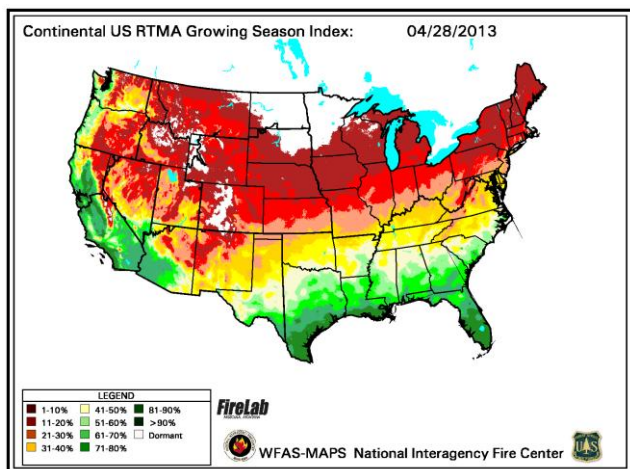 Continental US RTMA Growing Season Index: 04/28/2013
LEGEND
1-10% 41-50% 81-90%
11-20% 51-60% >90%
21-30% 61-70% Dormant
31-40% 71-80%
FireLab
WFAS-MAPS National Interagency Fire Center